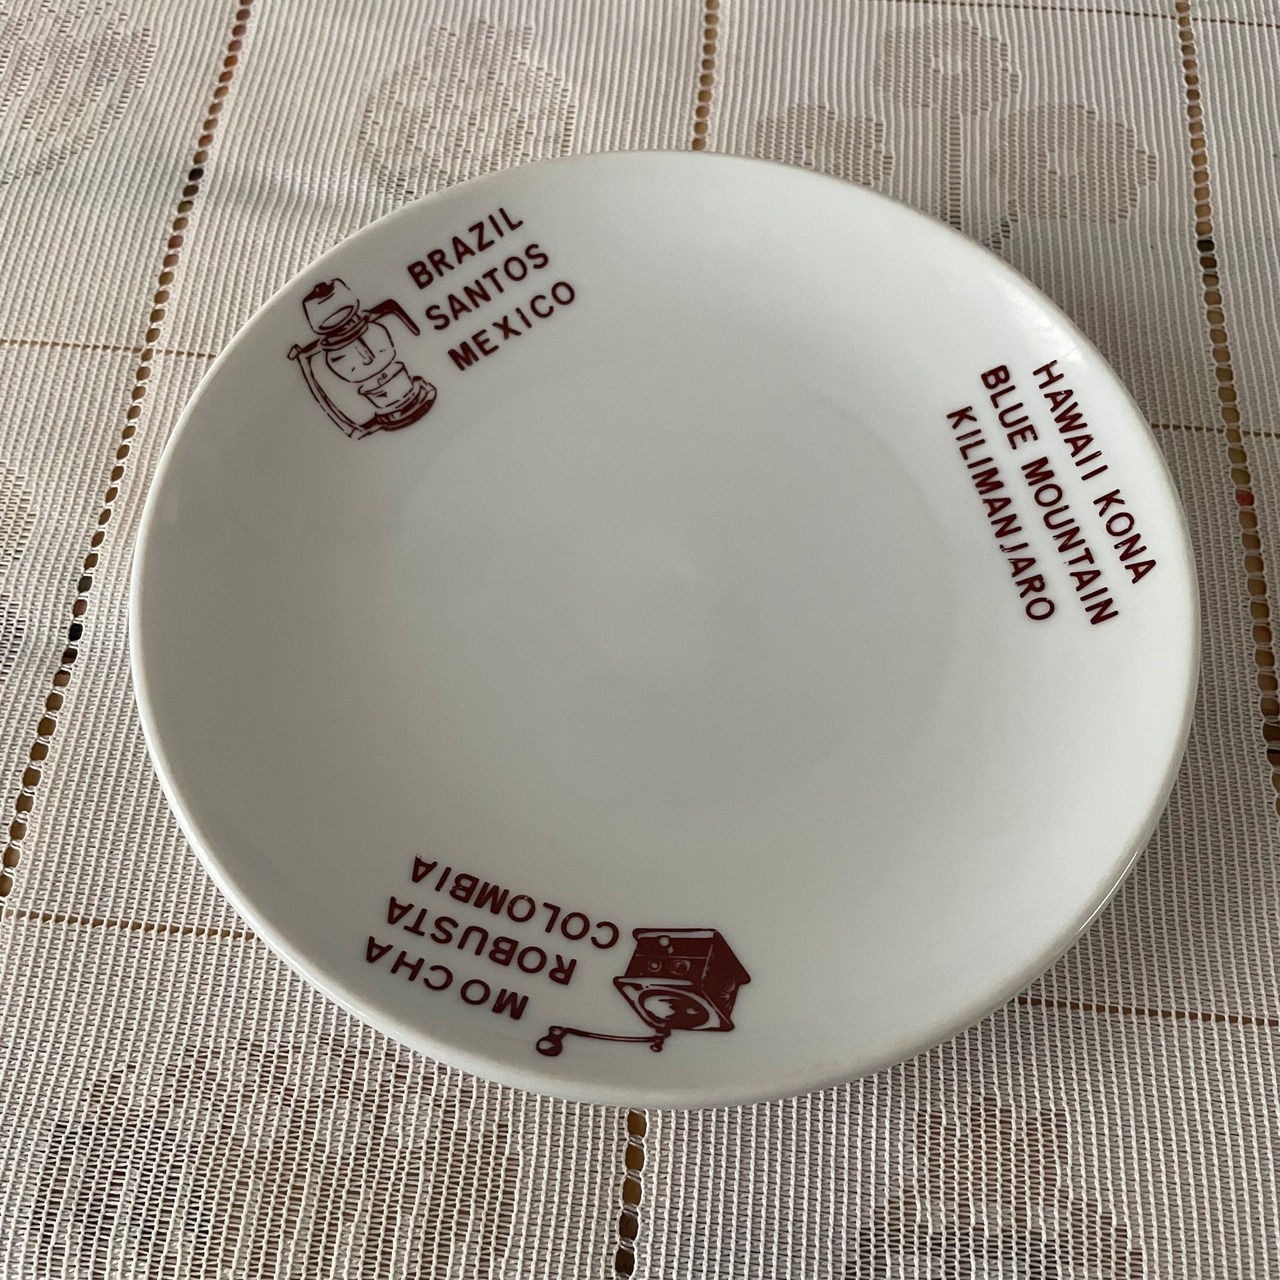 BRAZIL
SANTOS
MEXICO
HAWAII KONA
BLUE MOUNTAIN
KILIMANJARO
MOCHA
ROBUSTA
COLOMBIA